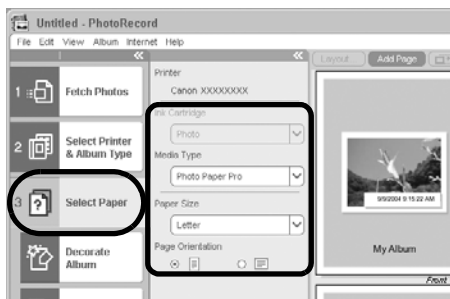 Untitled - PhotoRecord
File Edit View Album Internet Help
1 Fetch Photos
2 Select Printer
& Album Type
3 Select Paper
Decorate
Album
Printer
Canon XXXXXXXX
Ink Cartridge
Photo
Media Type
Photo Paper Pro
Paper Size
Letter
Page Orientation
Layout... Add Page
9/9/2004 9:15:22 AM
My Album
Front